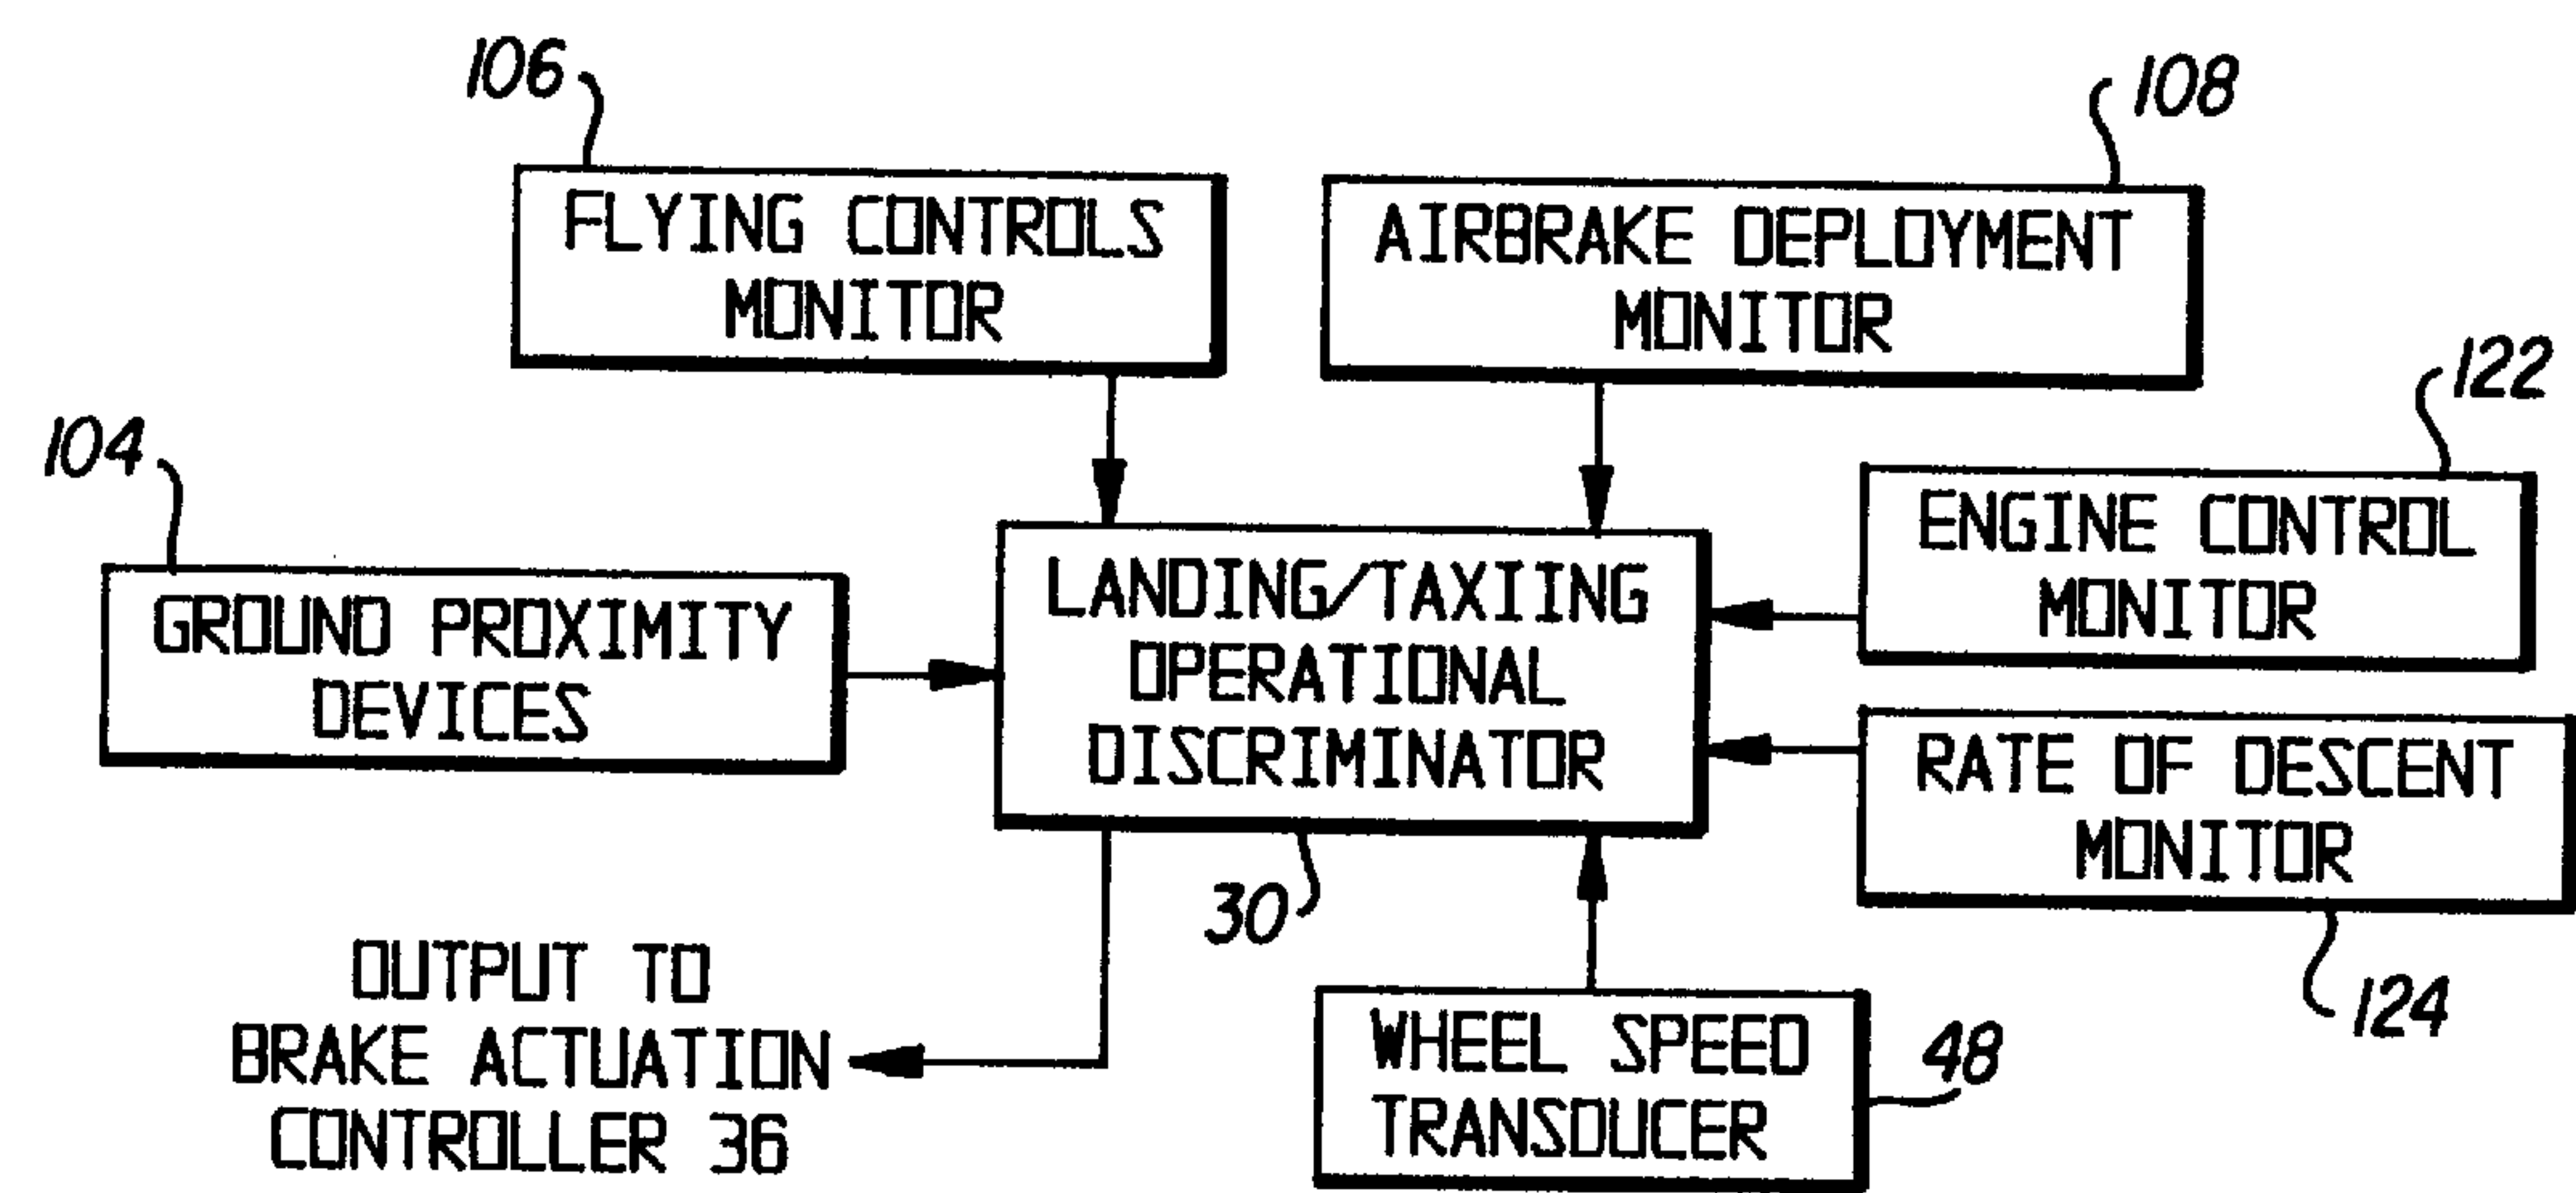 106
108
FLYING CONTROLS
MONITOR
AIRBRAKE DEPLOYMENT
MONITOR
122
104
ENGINE CONTROL
MONITOR
GROUND PROXIMITY
DEVICES
LANDING/TAXIING
OPERATIONAL
DISCRIMINATOR
RATE OF DESCENT
MONITOR
30
124
OUTPUT TO
BRAKE ACTUATION
CONTROLLER 36
WHEEL SPEED
TRANSDUCER
48